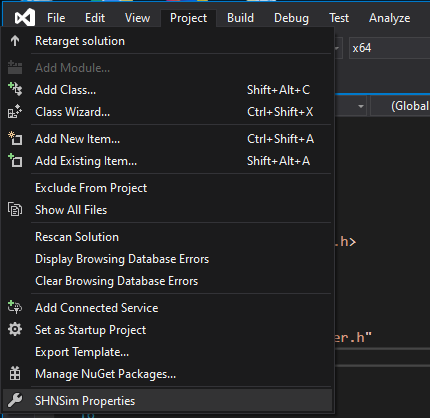 File Edit View Project Build Debug Test Analyze
Retarget solution
x64
Add Module...
Add Class... Shift+Alt+C
Class Wizard... Ctrl+Shift+X
(Global
Add New Item... Ctrl+Shift+A
Add Existing Item... Shift+Alt+A
Exclude From Project
Show All Files
Rescan Solution
.h>
Display Browsing Database Errors
Clear Browsing Database Errors
Add Connected Service
Set as Startup Project
er.h"
Export Template...
Manage NuGet Packages...
SHNSim Properties